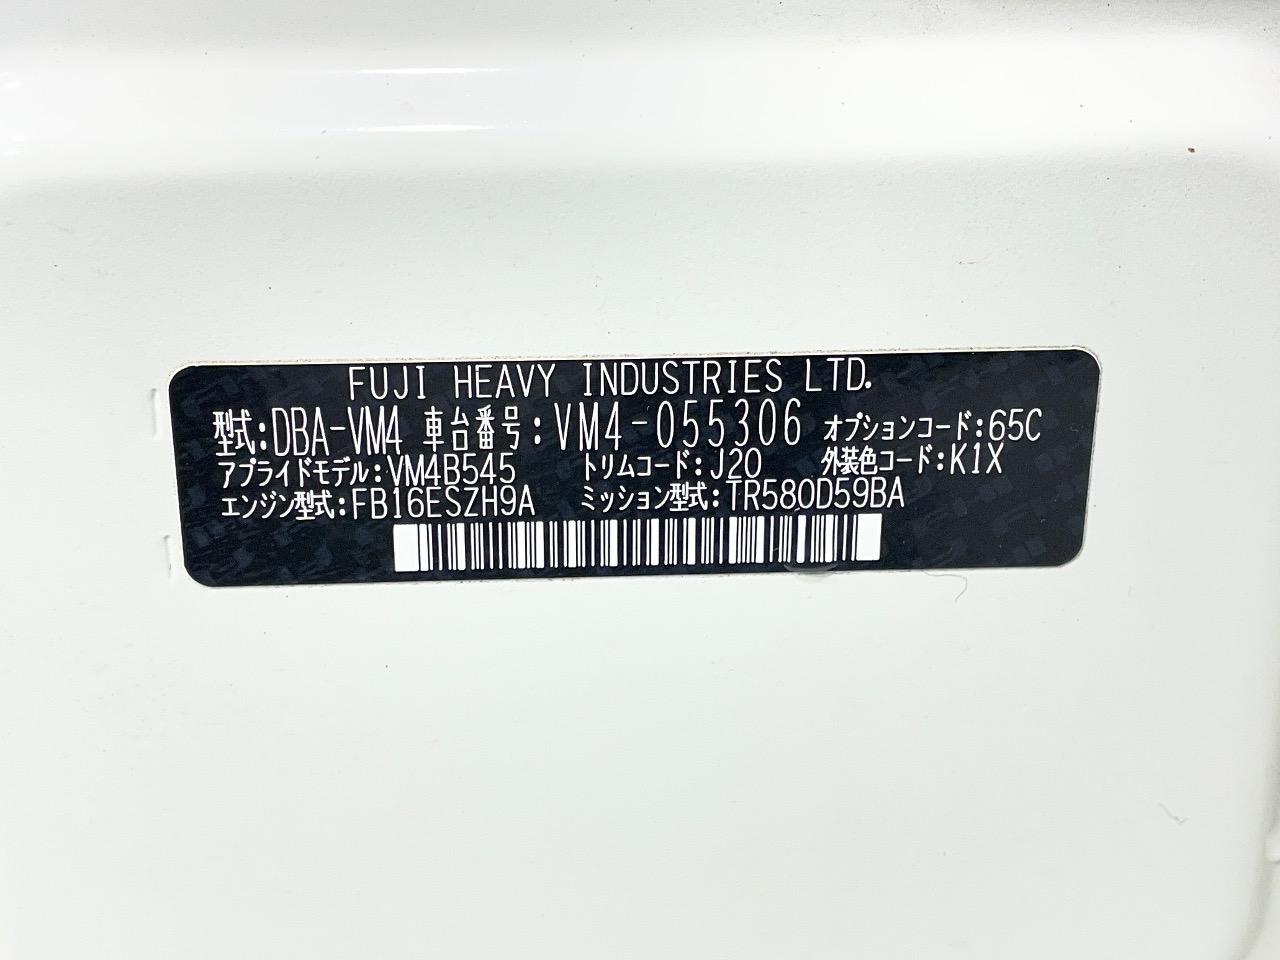 FUJI HEAVY INDUSTRIES LTD.
型式:DBA-VM4 車台番号:VM4-055306 オプションコード:65C
アプライドモデル:VM4B545 トリムコード:J20 外装色コード:K1X
エンジン型式:FB16ESZH9A ミッション型式:TR580D59BA